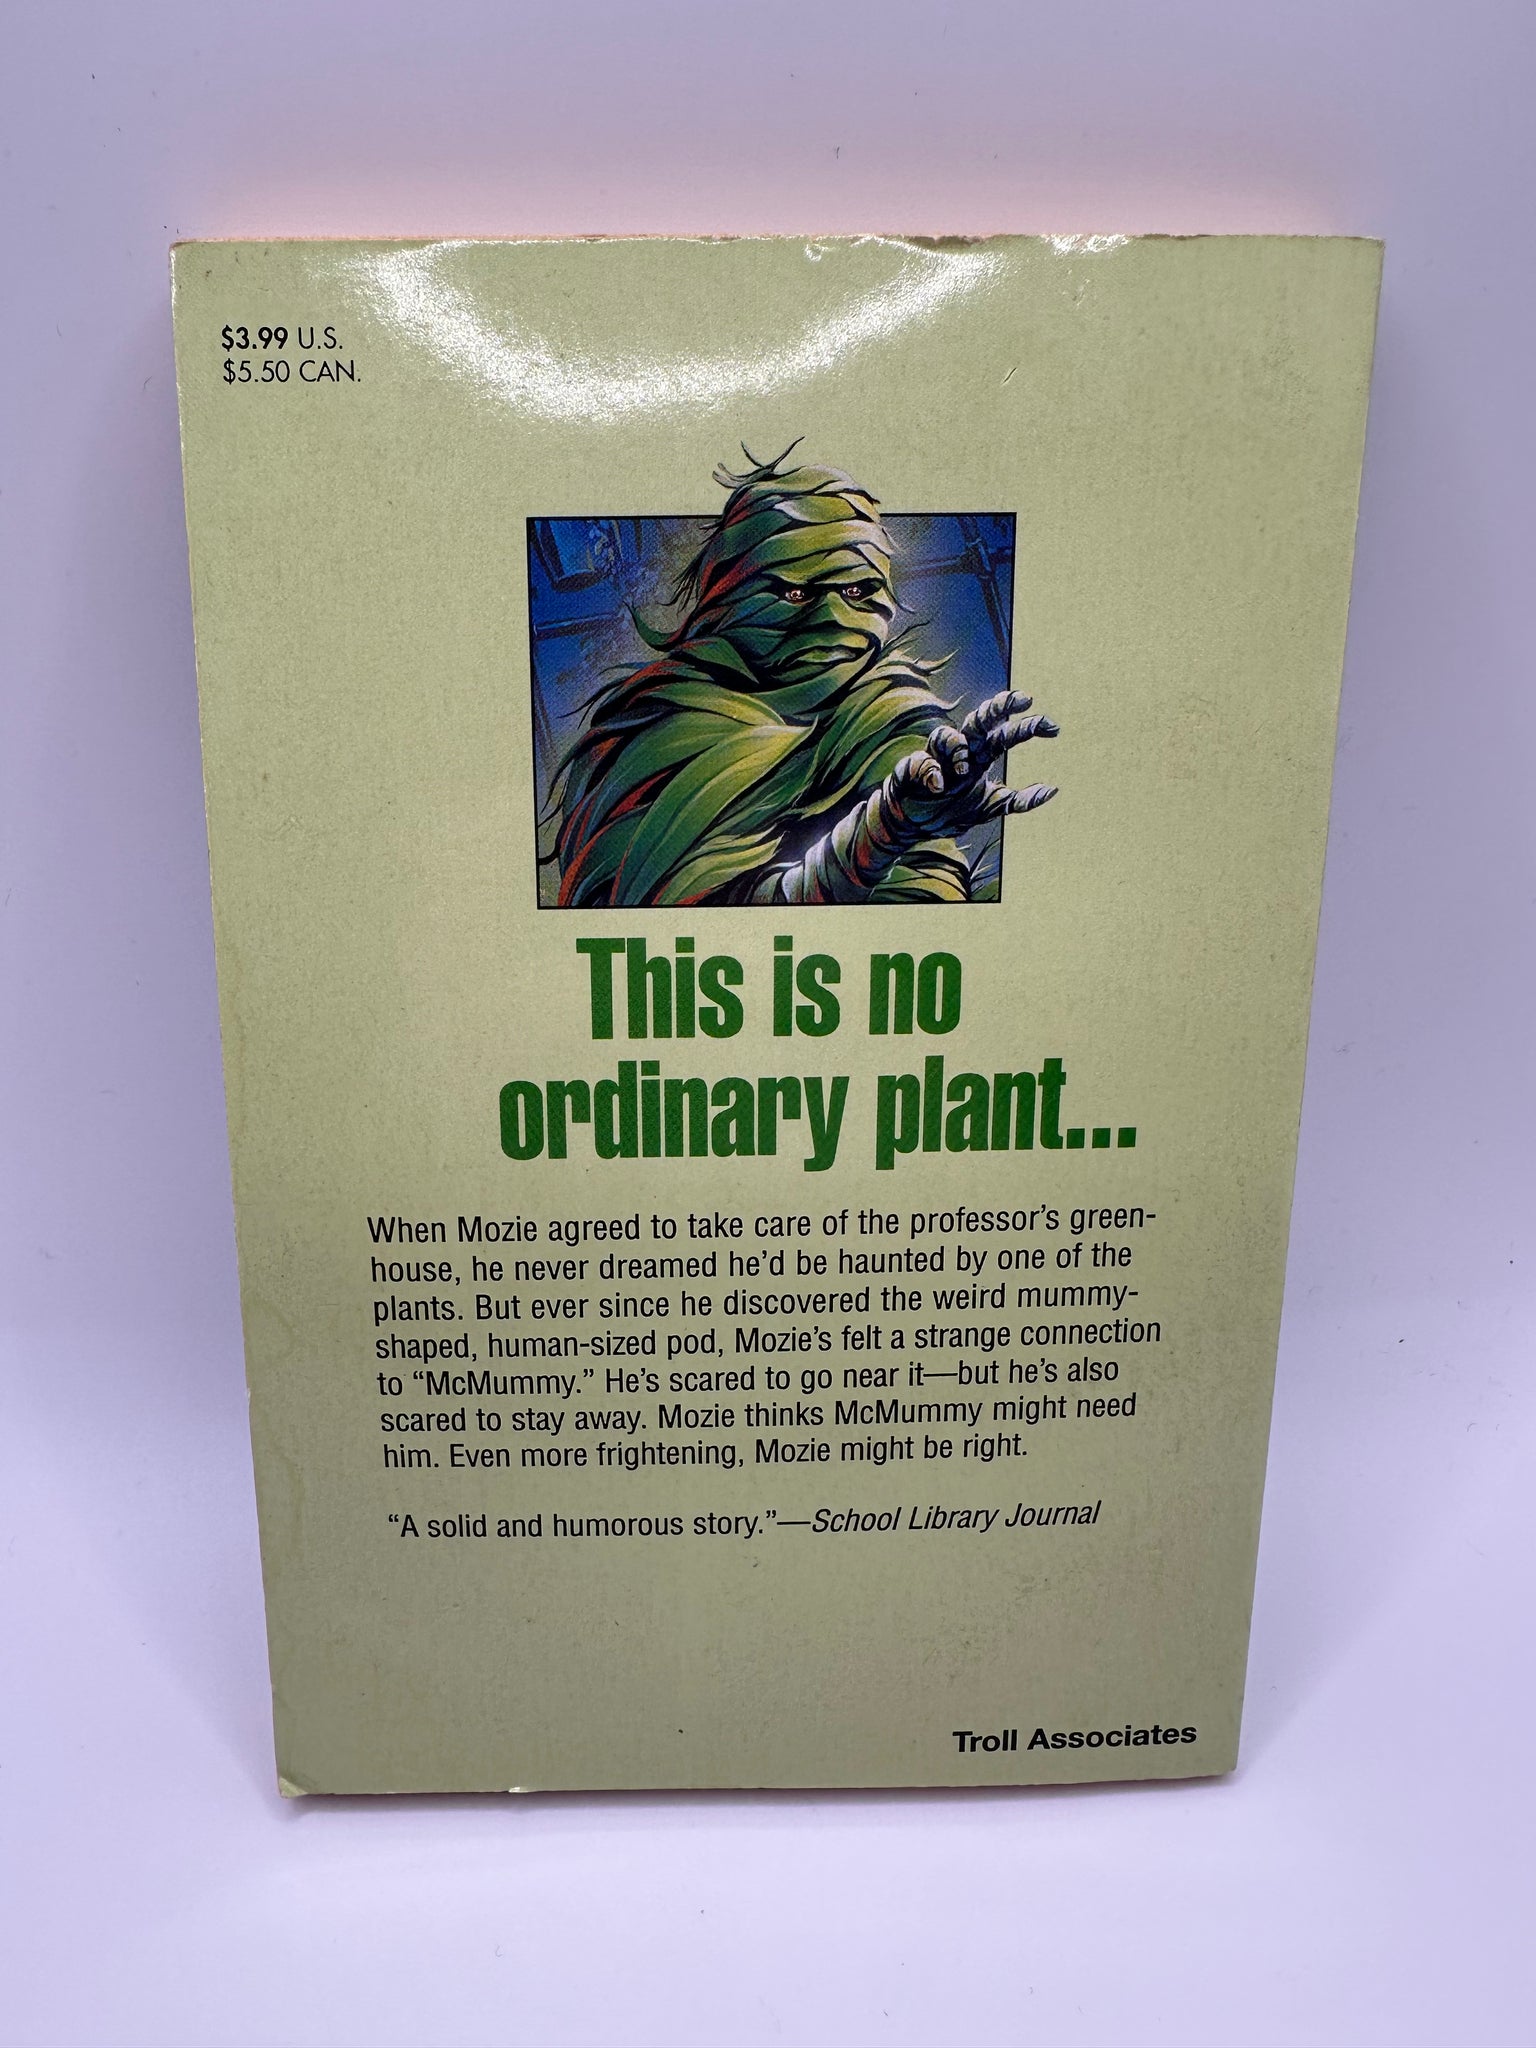 $3.99 U.S.
$5.50 CAN.
This is no
ordinary plant...
When Mozie agreed to take care of the professor's green-
house, he never dreamed he'd be haunted by one of the
plants. But ever since he discovered the weird mummy-
shaped, human-sized pod, Mozie's felt a strange connection
to “McMummy.” He's scared to go near it—but he's also
scared to stay away. Mozie thinks McMummy might need
him. Even more frightening, Mozie might be right.
“A solid and humorous story.”—School Library Journal
Troll Associates